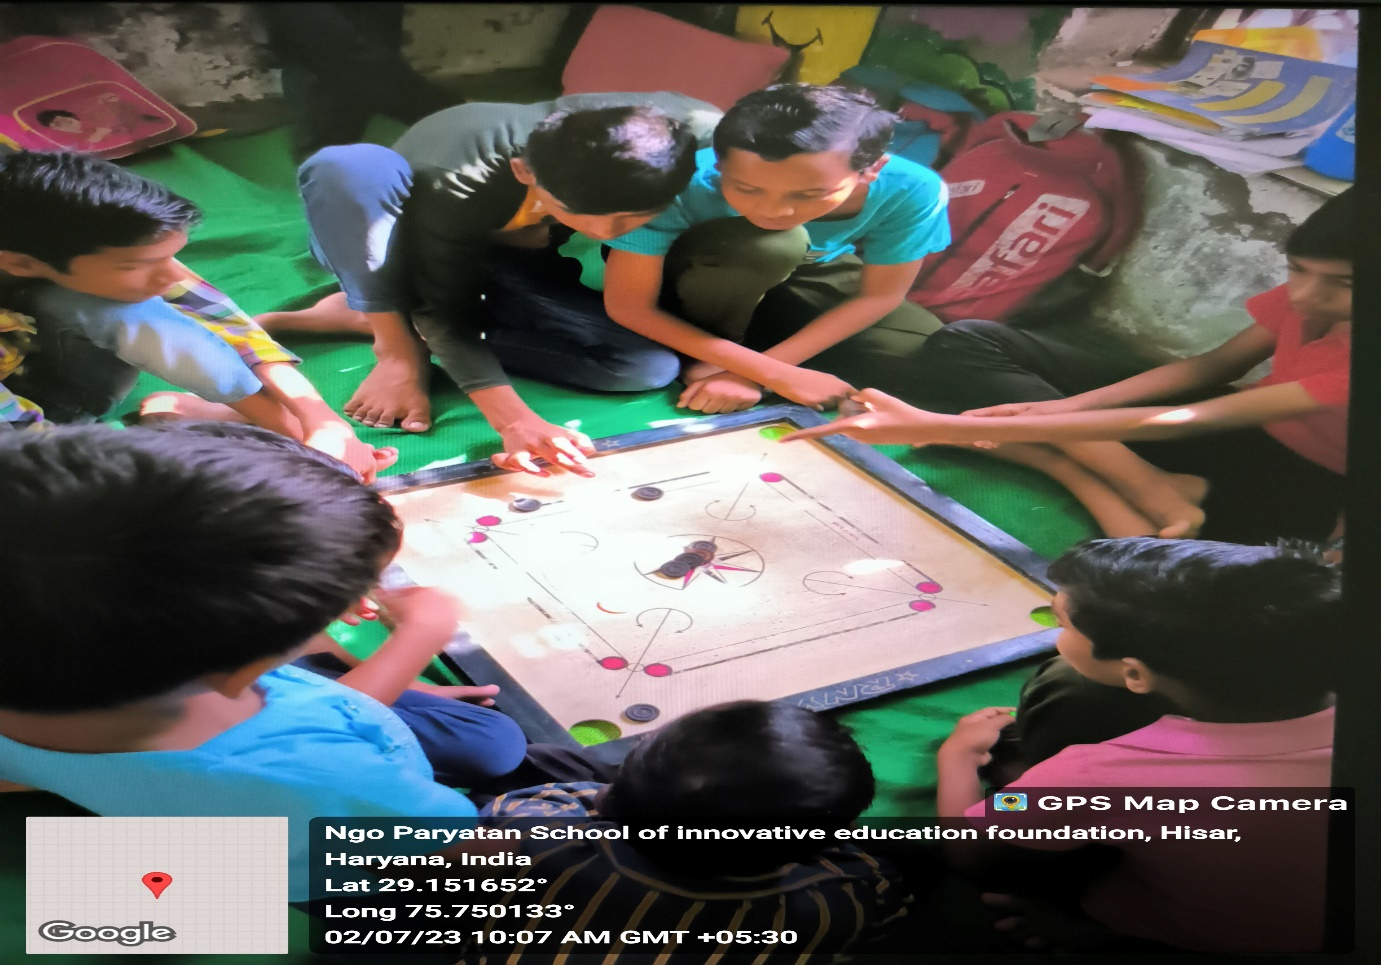 Safari
GPS Map Camera
Ngo Paryatan School of innovative education foundation, Hisar,
Haryana, India
Lat 29.151652°
Long 75.750133°
02/07/23 10:07 AM GMT +05:30
Google